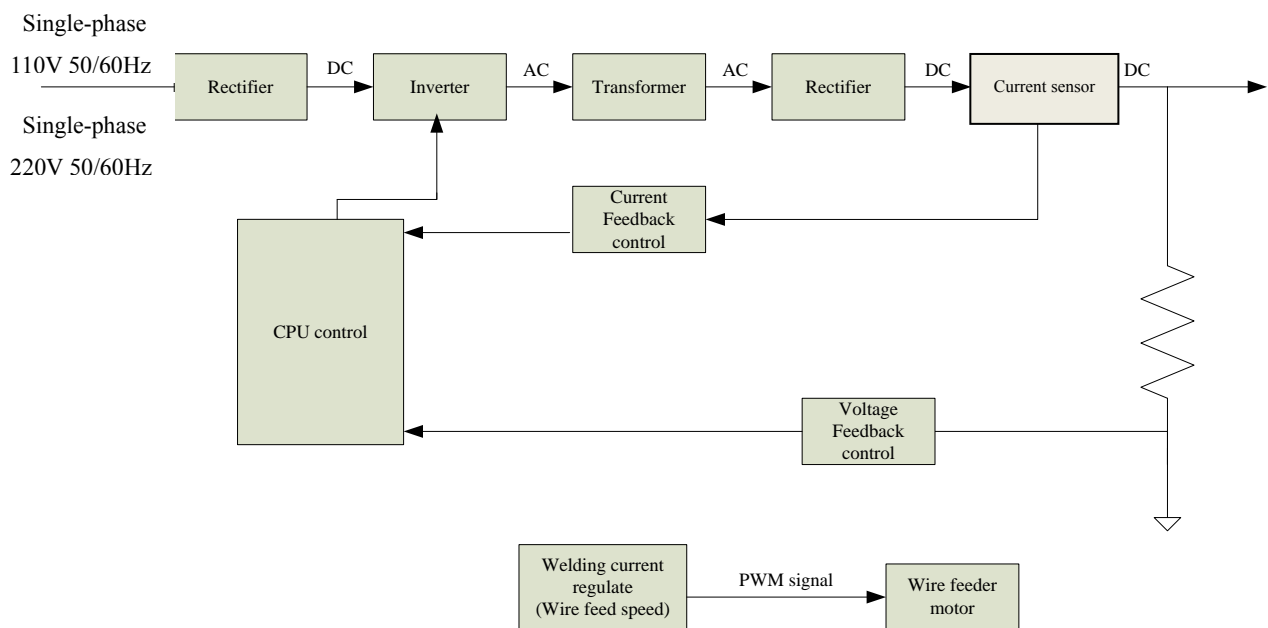 Single-phase
110V 50/60Hz
Single-phase
220V 50/60Hz
Rectifier
DC
Inverter
AC
Transformer
AC
Rectifier
DC
Current sensor
DC
Current
Feedback
control
CPU control
Voltage
Feedback
control
Welding current
regulate
(Wire feed speed)
PWM signal
Wire feeder
motor